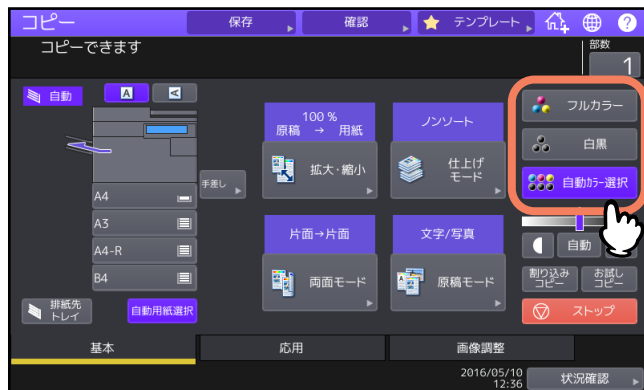 コピー
保存
確認
テンプレート
?
コピーできます
部数
1
自動
A
A
100 %
原稿 → 用紙
ノンソート
フルカラー
白黒
自動ｶﾗｰ選択
拡大・縮小
仕上げ
モード
手差し
A4
A3
A4-R
B4
片面→片面
文字/写真
自動
両面モード
原稿モード
割り込み
コピー
お試し
コピー
排紙先
トレイ
自動用紙選択
ストップ
基本
応用
画像調整
2016/05/10
12:36
状況確認